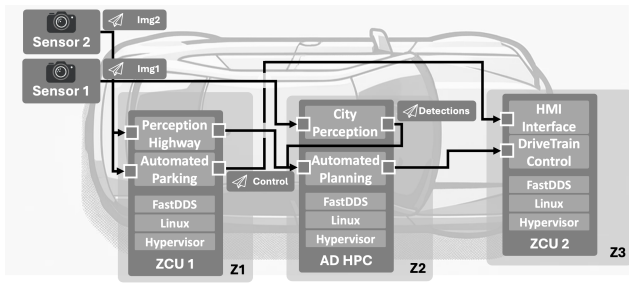 Img2
Sensor 2
Img1
Sensor 1
Perception
Highway
Automated
Parking
FastDDS
Linux
Hypervisor
ZCU 1
Z1
Control
City
Perception
Detections
Automated
Planning
FastDDS
Linux
Hypervisor
AD HPC
Z2
HMI
Interface
DriveTrain
Control
FastDDS
Linux
Hypervisor
ZCU 2
Z3